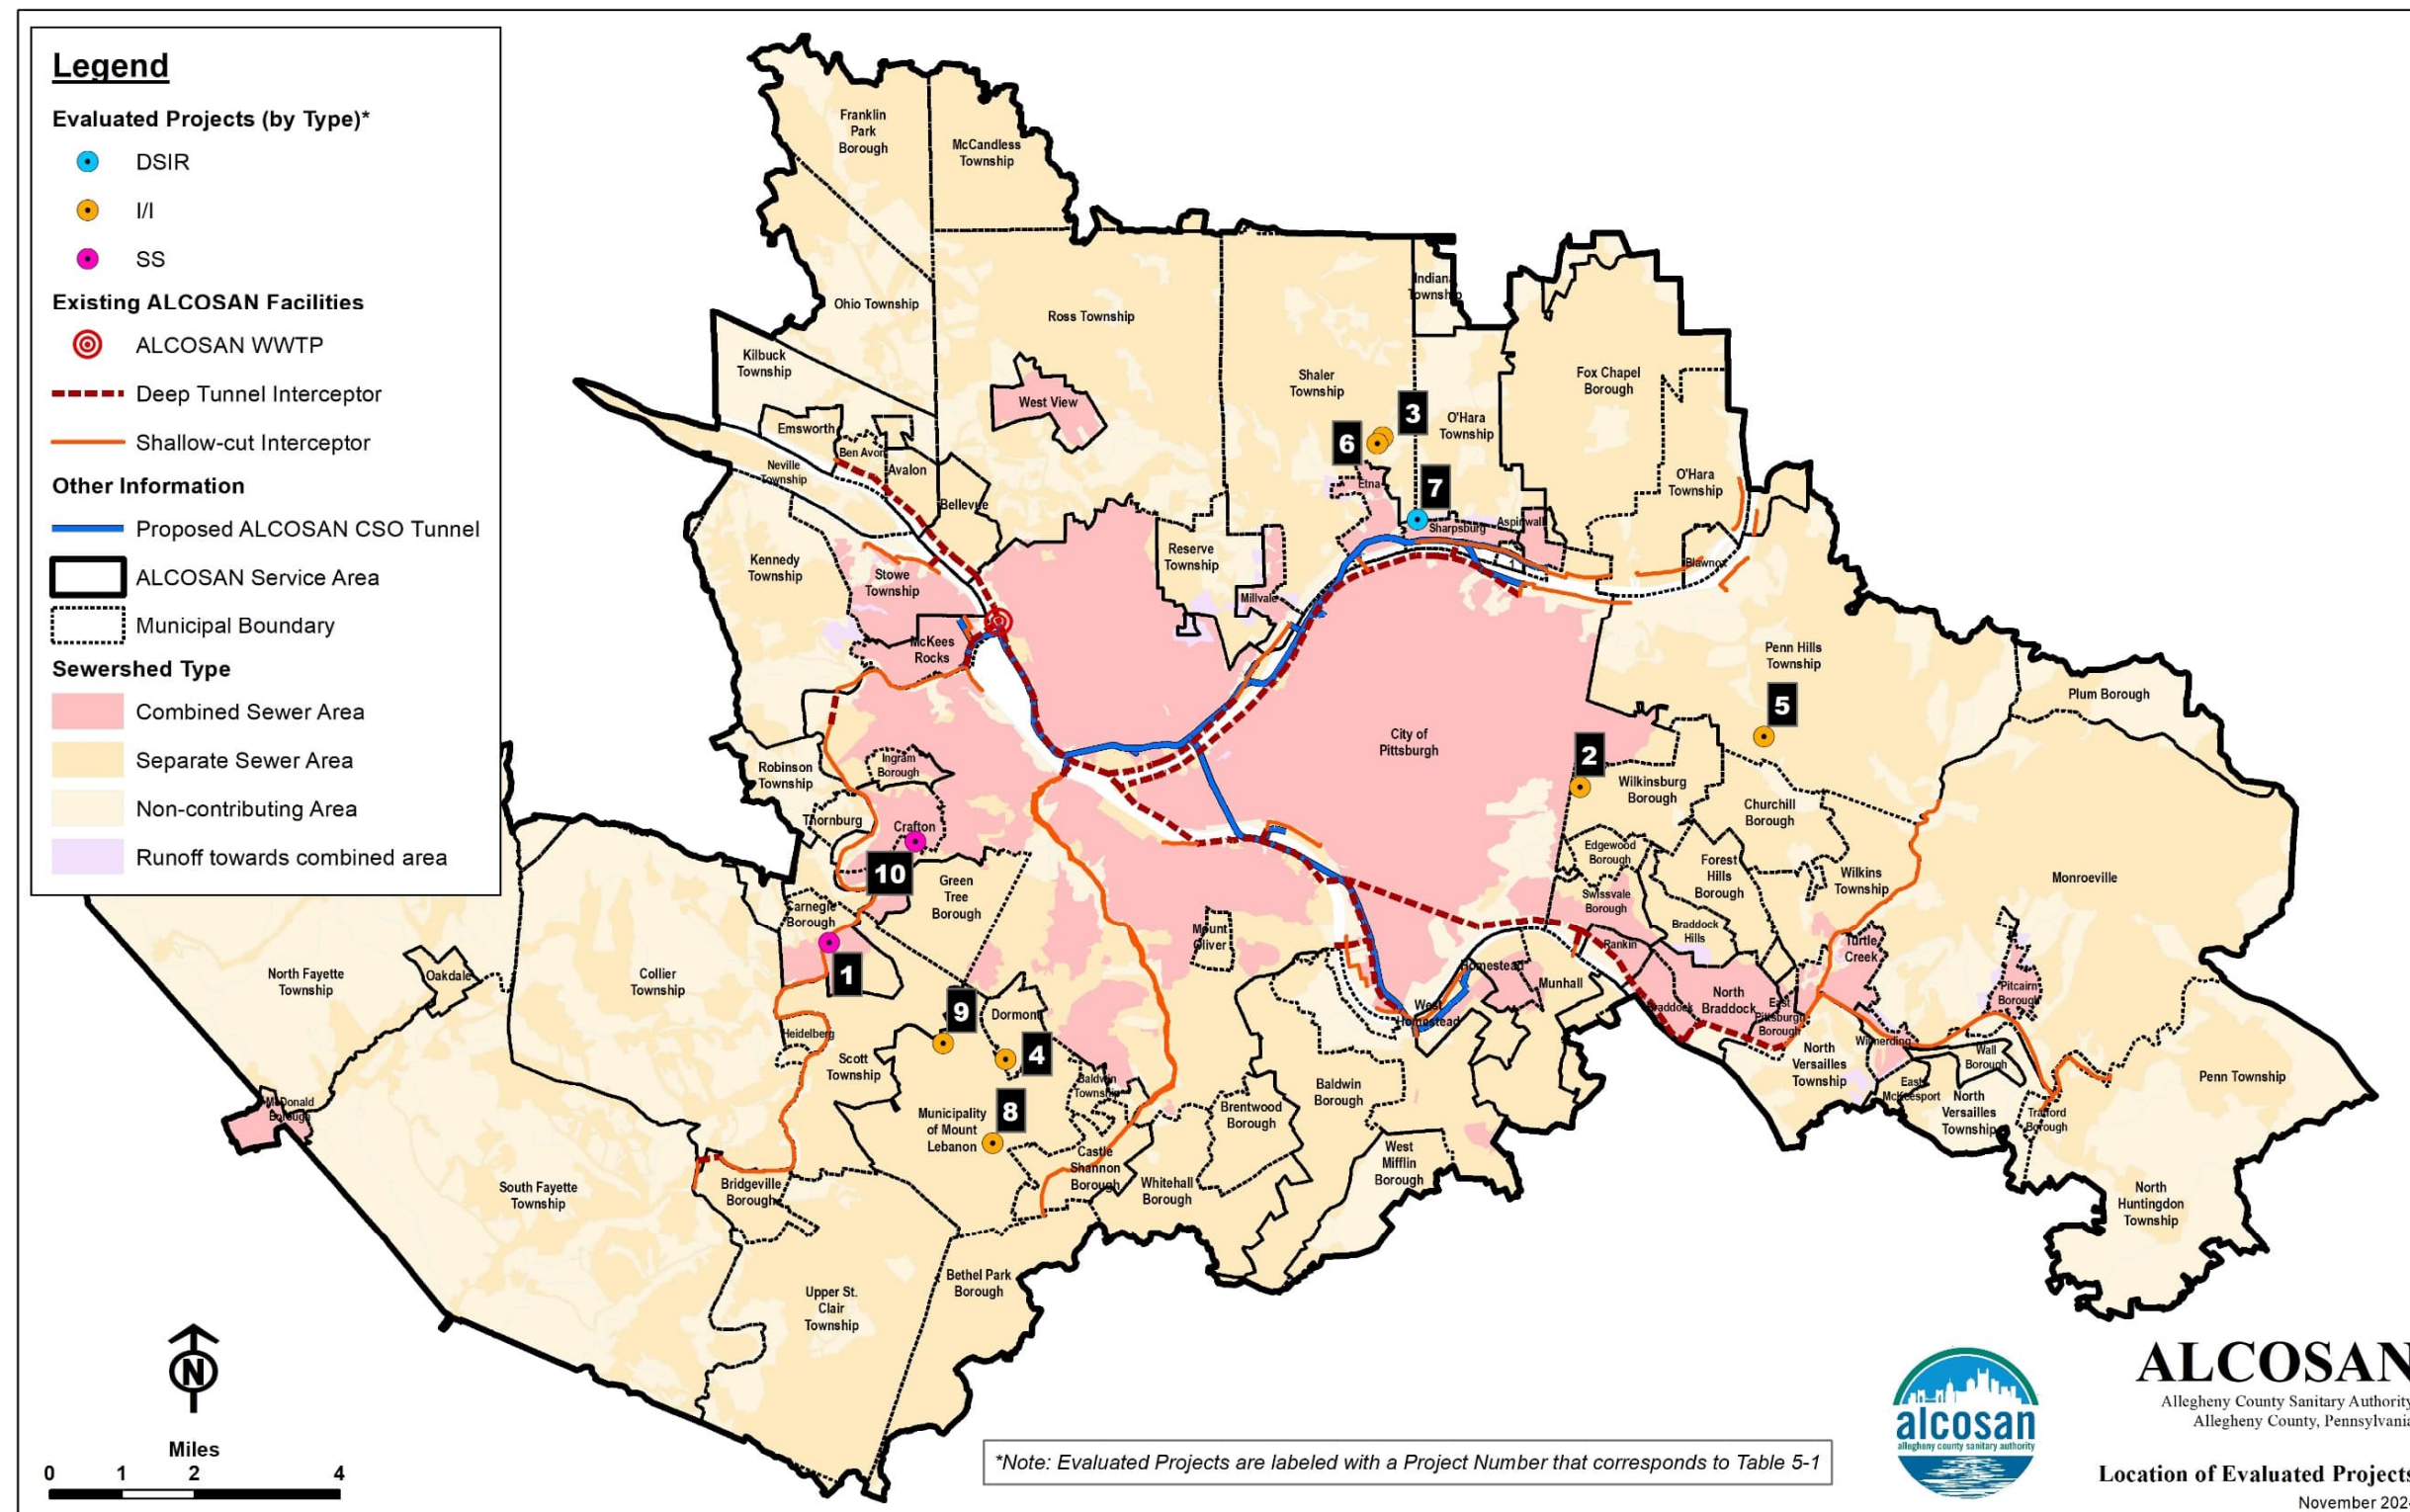 Legend
Evaluated Projects (by Type)*
DSIR
I/I
SS
Existing ALCOSAN Facilities
ALCOSAN WWTP
Deep Tunnel Interceptor
Shallow-cut Interceptor
Other Information
Proposed ALCOSAN CSO Tunnel
ALCOSAN Service Area
Municipal Boundary
Sewershed Type
Combined Sewer Area
Separate Sewer Area
Non-contributing Area
Runoff towards combined area
Franklin
Park
Borough
McCandless
Township
Ohio Township
Ross Township
Indiana
Township
Kilbuck
Township
West View
Shaler
Township
Fox Chapel
Borough
3
6
O'Hara
Township
Emsworth
Ben Avon
Avalon
Neville
Township
Bellevue
Etna
7
O'Hara
Township
Sharpsburg
Aspinwall
Kennedy
Township
Stowe
Township
Reserve
Township
Millvale
1
Blawnox
McKees
Rocks
Penn Hills
Township
5
Plum Borough
City of
Pittsburgh
2
Robinson
Township
Ingram
Borough
Wilkinsburg
Borough
Churchill
Borough
Thornburg
Crafton
10
Green
Tree
Borough
Edgewood
Borough
Forest
Hills
Borough
Wilkins
Township
Monroeville
Swissvale
Borough
Carnegie
Borough
1
Mount
Oliver
Braddock
Hills
Rankin
Turtle
Creek
North Fayette
Township
Oakdale
Collier
Township
Homestead
Munhall
Pitcairn
Borough
9
Dormont
4
West
Homestead
Braddock
North
Braddock
East
Pittsburgh
Borough
Heidelberg
Scott
Township
Wilmerding
North
Versailles
Township
Wall
Borough
Baldwin
Township
Baldwin
Borough
East
McKeesport
North
Versailles
Township
Penn Township
Trafford
Borough
McDonald
Borough
8
Municipality
of Mount
Lebanon
Brentwood
Borough
Castle
Shannon
Borough
West
Mifflin
Borough
Whitehall
Borough
South Fayette
Township
Bridgeville
Borough
North
Huntingdon
Township
Bethel Park
Borough
Upper St.
Clair
Township
N
Miles
0 1 2 4
*Note: Evaluated Projects are labeled with a Project Number that corresponds to Table 5-1
alcosan
allegheny county sanitary authority
ALCOSAN
Allegheny County Sanitary Authority
Allegheny County, Pennsylvania
Location of Evaluated Projects
November 202